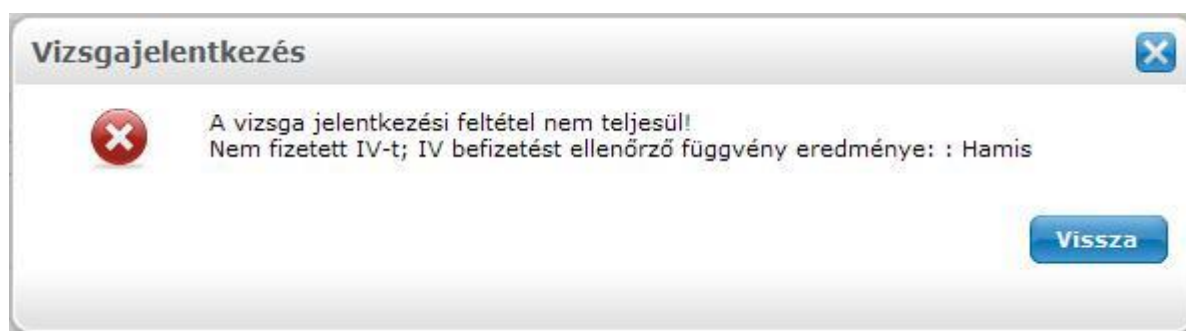 Vizsgajelentkezés
A vizsga jelentkezési feltétel nem teljesül!
Nem fizetett IV-t; IV befizetést ellenőrző függvény eredménye: : Hamis
Vissza